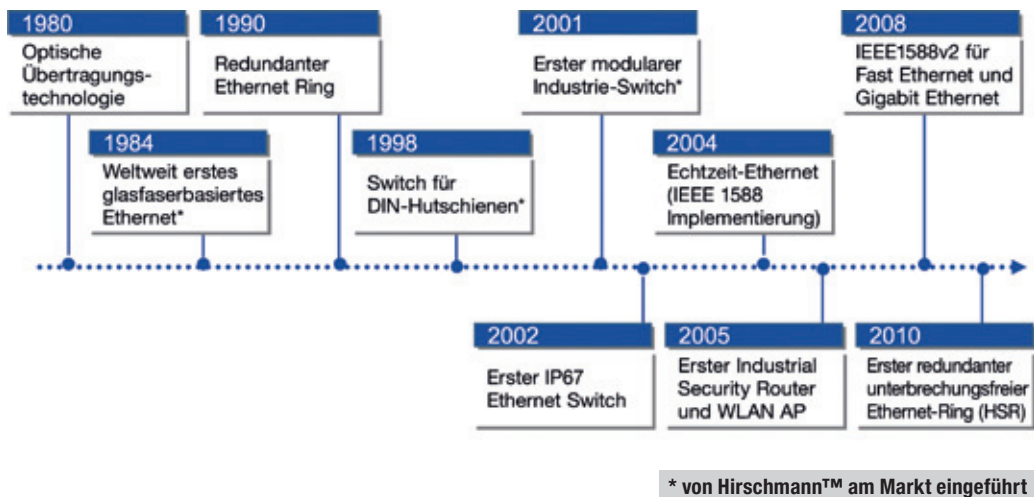 1980
Optische
Übertragungs-
technologie
1984
Weltweit erstes
glasfaserbasiertes
Ethernet*
1990
Redundanter
Ethernet Ring
1998
Switch für
DIN-Hutschienen*
2001
Erster modularer
Industrie-Switch*
2002
Erster IP67
Ethernet Switch
2004
Echtzeit-Ethernet
(IEEE 1588
Implementierung)
2005
Erster Industrial
Security Router
und WLAN AP
2008
IEEE1588v2 für
Fast Ethernet und
Gigabit Ethernet
2010
Erster redundanter
unterbrechungsfreier
Ethernet-Ring (HSR)
* von Hirschmann™ am Markt eingeführt